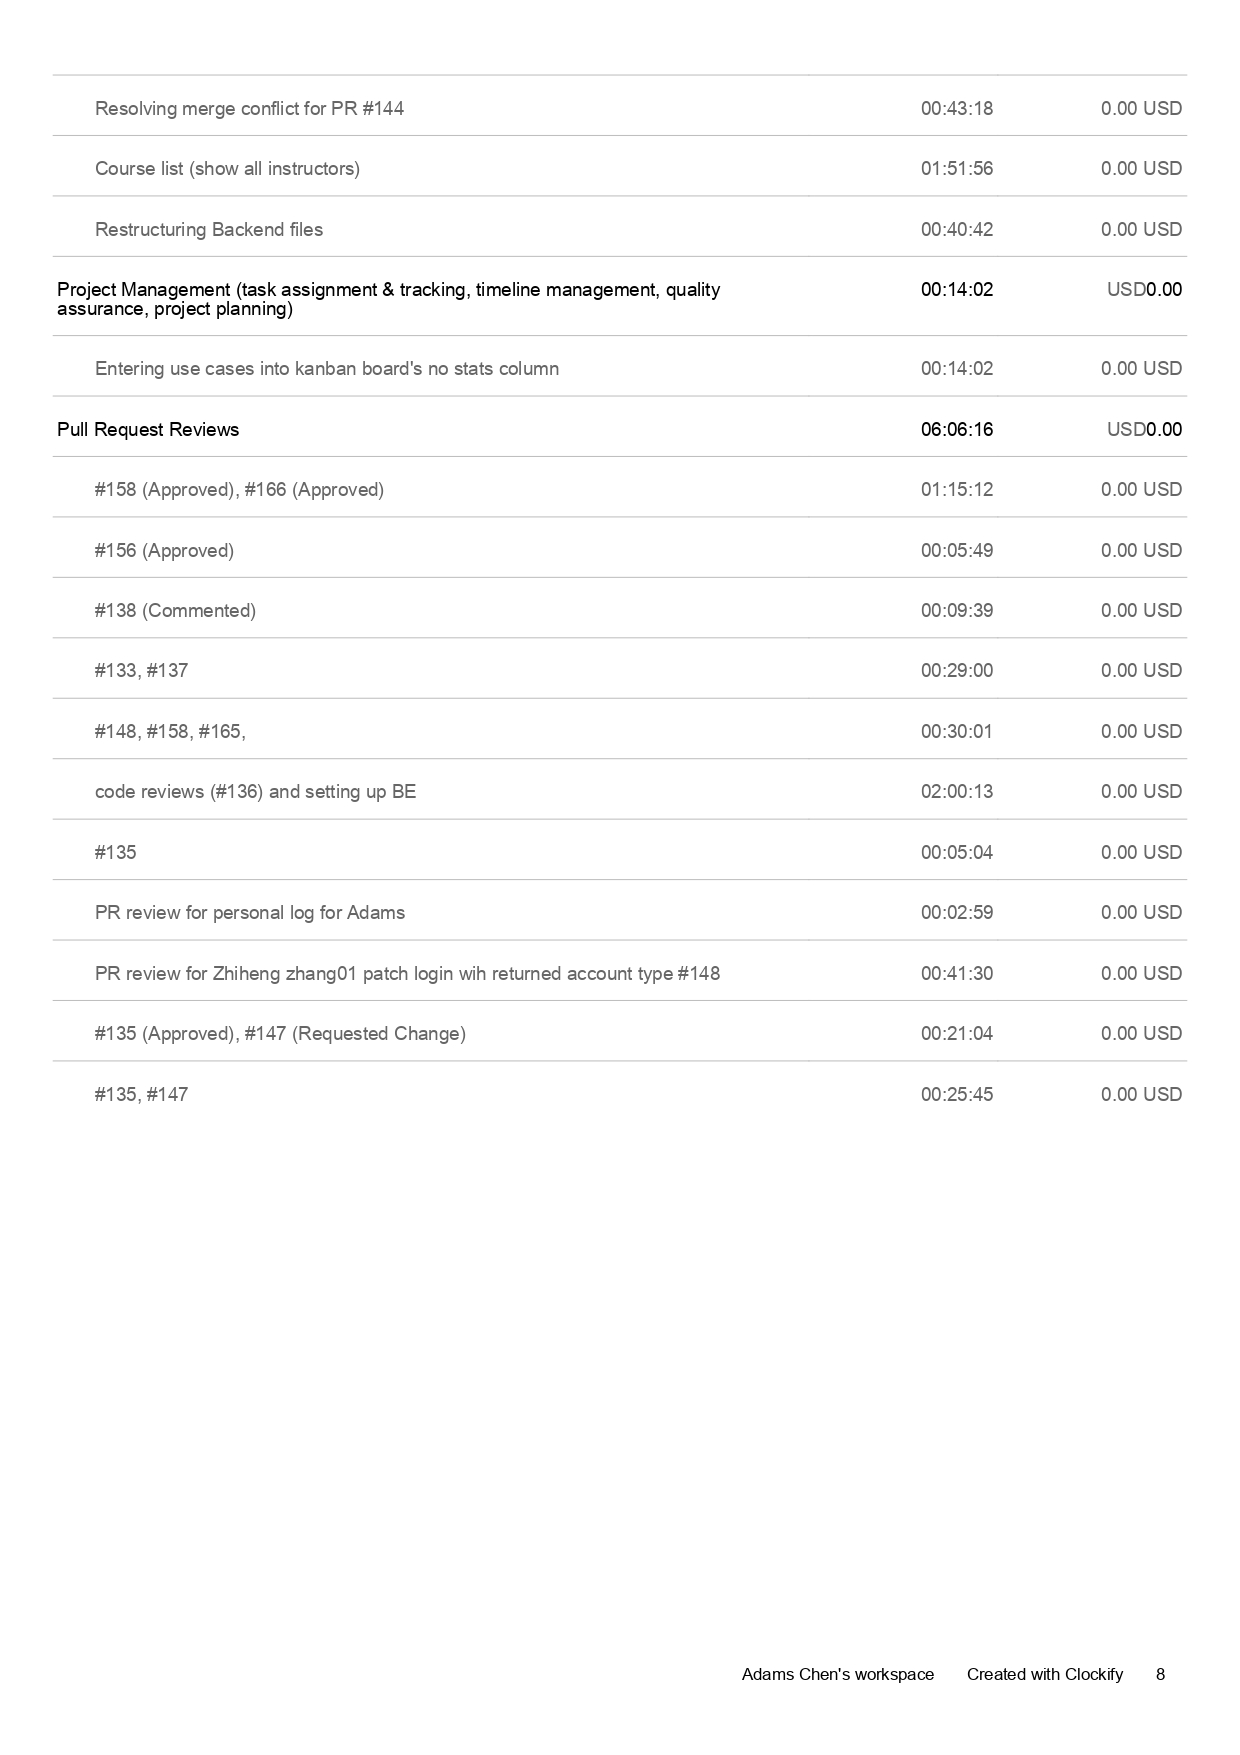 Resolving merge conflict for PR #144 00:43:18 0.00 USD
Course list (show all instructors) 01:51:56 0.00 USD
Restructuring Backend files 00:40:42 0.00 USD
Project Management (task assignment & tracking, timeline management, quality 00:14:02 USD0.00
assurance, project planning)
Entering use cases into kanban board's no stats column 00:14:02 0.00 USD
Pull Request Reviews 06:06:16 USD0.00
#158 (Approved), #166 (Approved) 01:15:12 0.00 USD
#156 (Approved) 00:05:49 0.00 USD
#138 (Commented) 00:09:39 0.00 USD
#133, #137 00:29:00 0.00 USD
#148, #158, #165, 00:30:01 0.00 USD
code reviews (#136) and setting up BE 02:00:13 0.00 USD
#135 00:05:04 0.00 USD
PR review for personal log for Adams 00:02:59 0.00 USD
PR review for Zhiheng zhang01 patch login wih returned account type #148 00:41:30 0.00 USD
#135 (Approved), #147 (Requested Change) 00:21:04 0.00 USD
#135, #147 00:25:45 0.00 USD
Adams Chen's workspace Created with Clockify 8